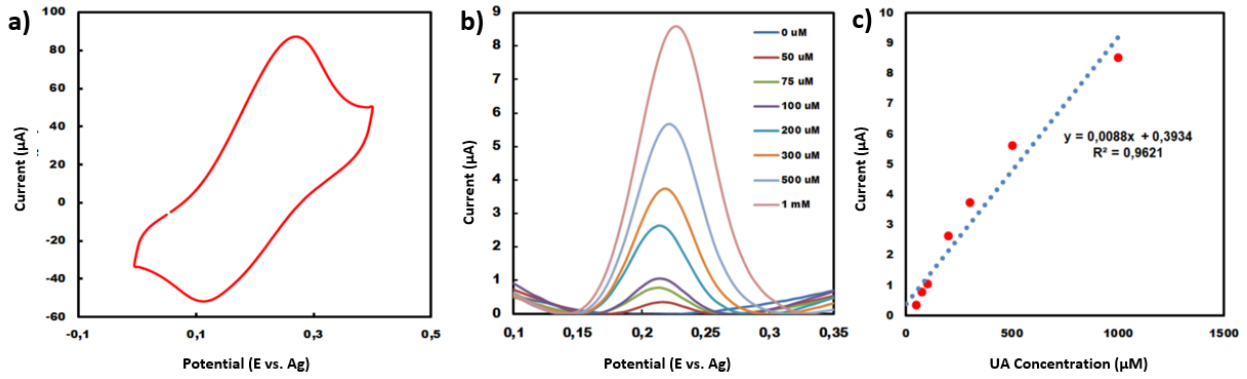 a)
100
80
60
40
20
0
-20
-40
-60
Current (µA)
-0,1
0,1
0,3
0,5
Potential (E vs. Ag)
b)
9
8
7
6
5
4
3
2
1
0
Current (µA)
0,1
0,15
0,2
0,25
0,3
0,35
Potential (E vs. Ag)
0 uM
50 uM
75 uM
100 uM
200 uM
300 uM
500 uM
1 mM
c)
10
9
8
7
6
5
4
3
2
1
0
Current (µA)
y = 0,0088x + 0,3934
R² = 0,9621
0
500
1000
1500
UA Concentration (µM)